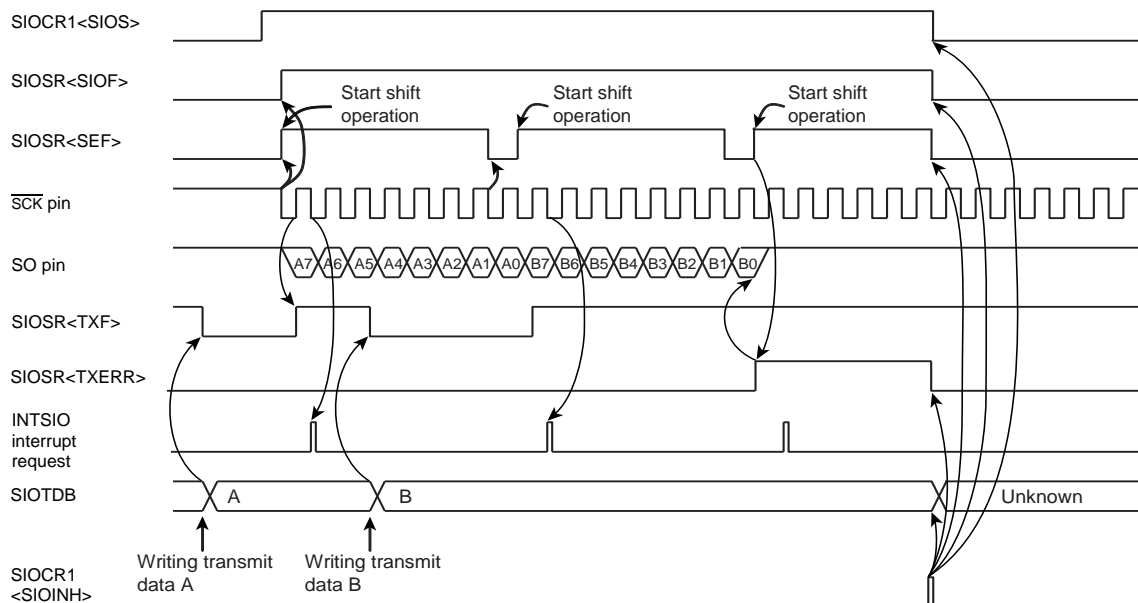 SIOCR1<SIOS>
SIOSR<SIOF>
Start shift
operation
Start shift
operation
Start shift
operation
SIOSR<SEF>
SCK pin
SO pin
A7 A6 A5 A4 A3 A2 A1 A0 B7 B6 B5 B4 B3 B2 B1 B0
SIOSR<TXF>
SIOSR<TXERR>
INTSIO
interrupt
request
SIOTDB
A
B
Unknown
Writing transmit
data A
Writing transmit
data B
SIOCR1
<SIOINH>